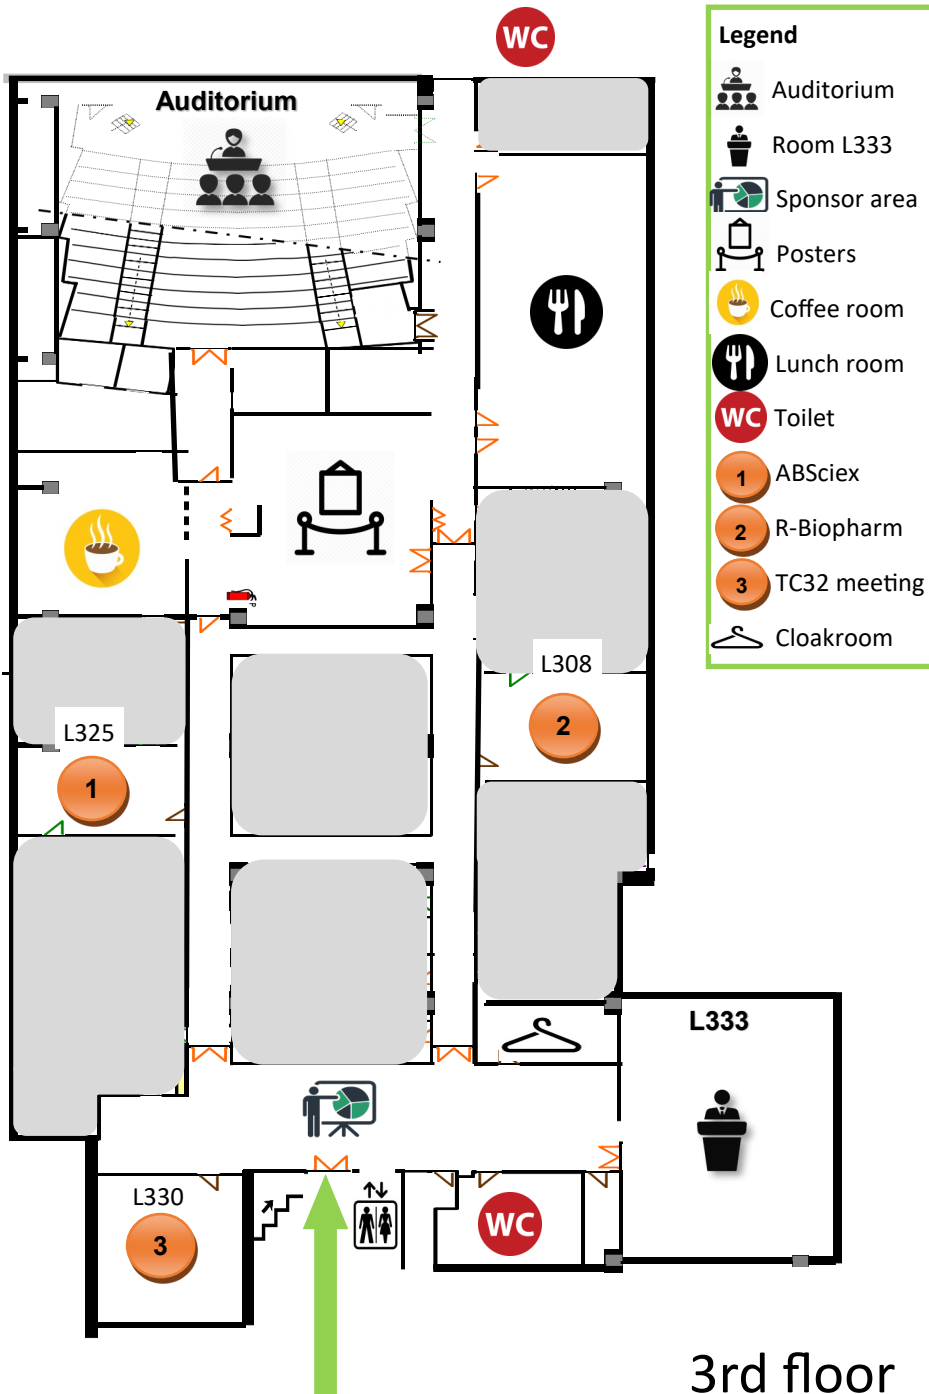 WC
Legend
Auditorium
Auditorium
Room L333
Sponsor area
Posters
Coffee room
Lunch room
WC Toilet
1 ABSciex
2 R-Biopharm
3 TC32 meeting
Cloakroom
L308
2
L325
1
L333
L330
3
WC
3rd floor